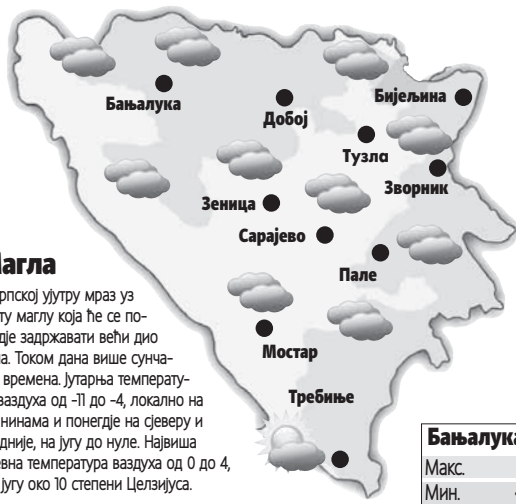 Бањалука
Добој
Бијељина
Тузла
Зворник
Зеница
Сарајево
Пале
Мостар
Требиње
агла
рпској ујутру мраз уз
ту маглу која ће се по-
дје задржавати већи дио
на. Током дана више сунча-
времена. Јутарња температу-
ваздуха од -11 до -4, локално на
нинама и понегдје на сјеверу и
дније, на југу до нуле. Највиша
евна температура ваздуха од 0 до 4,
југу око 10 степени Целзијуса.
Бањалука
Макс.
Мин.